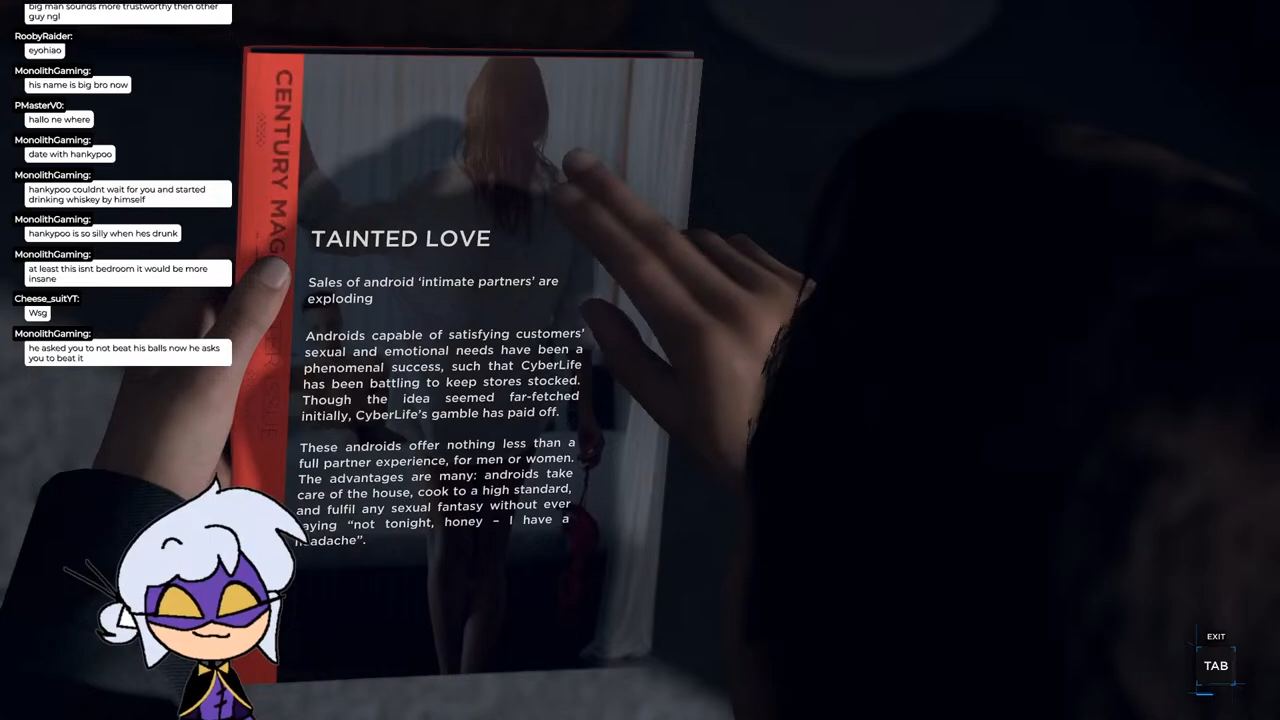 big man sounds more trustworthy then other
guy ngl
RoobyRaider:
eyohiao
MonolithGaming:
his name is big bro now
PMasterV0:
hallo ne where
MonolithGaming:
date with hankypoo
MonolithGaming:
hankypoo couldnt wait for you and started
drinking whiskey by himself
MonolithGaming:
hankypoo is so silly when hes drunk
MonolithGaming:
at least this isnt bedroom it would be more
insane
Cheese_suitYT:
Wsg
MonolithGaming:
he asked you to not beat his balls now he asks
you to beat it
CENTURY MAG
TAINTED LOVE
Sales of android ‘intimate partners’ are
exploding
Androids capable of satisfying customers’
sexual and emotional needs have been a
phenomenal success, such that CyberLife
has been battling to keep stores stocked.
Though the idea seemed far-fetched
initially, CyberLife’s gamble has paid off.
These androids offer nothing less than a
full partner experience, for men or women.
The advantages are many: androids take
care of the house, cook to a high standard,
and fulfil any sexual fantasy without ever
aying “not tonight, honey – I have a
adache”.
EXIT
TAB